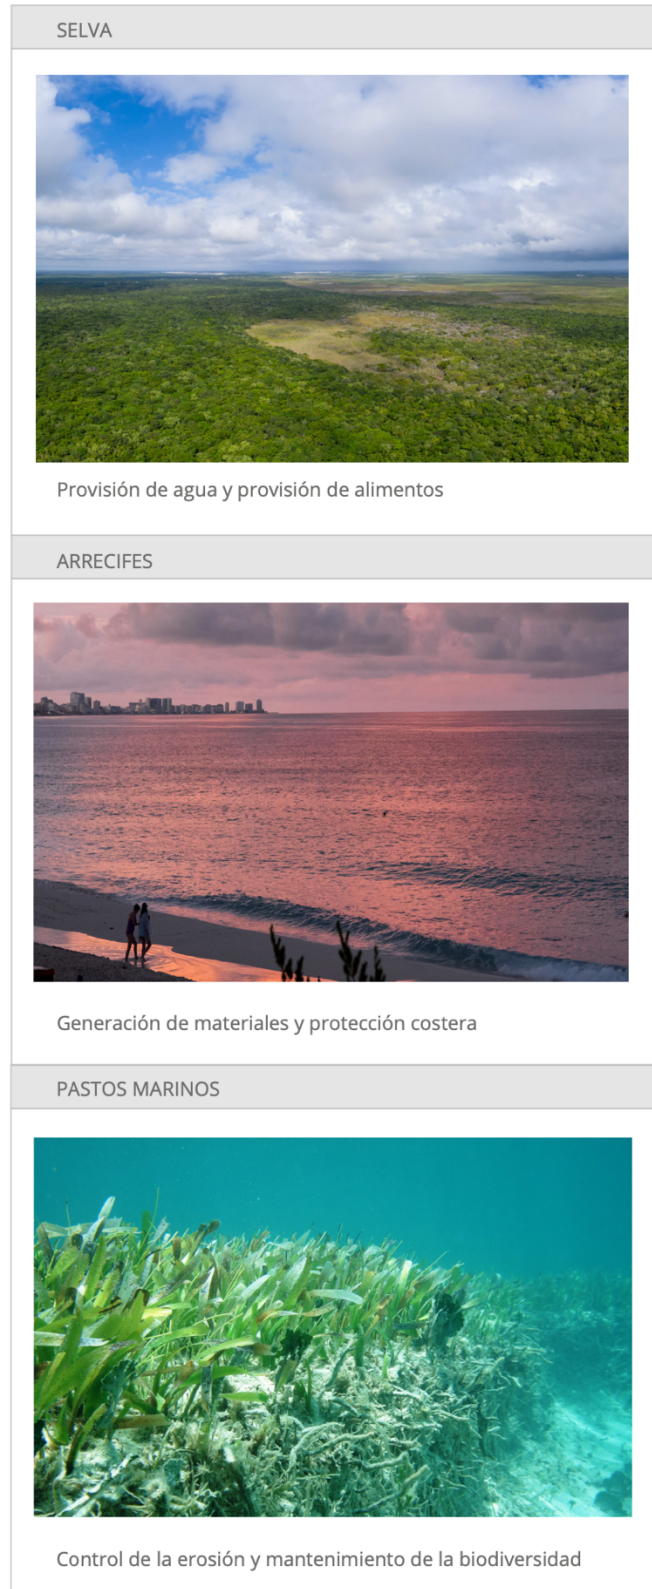 SELVA
Provisión de agua y provisión de alimentos
ARRECIFES
Generación de materiales y protección costera
PASTOS MARINOS
Control de la erosión y mantenimiento de la biodiversidad